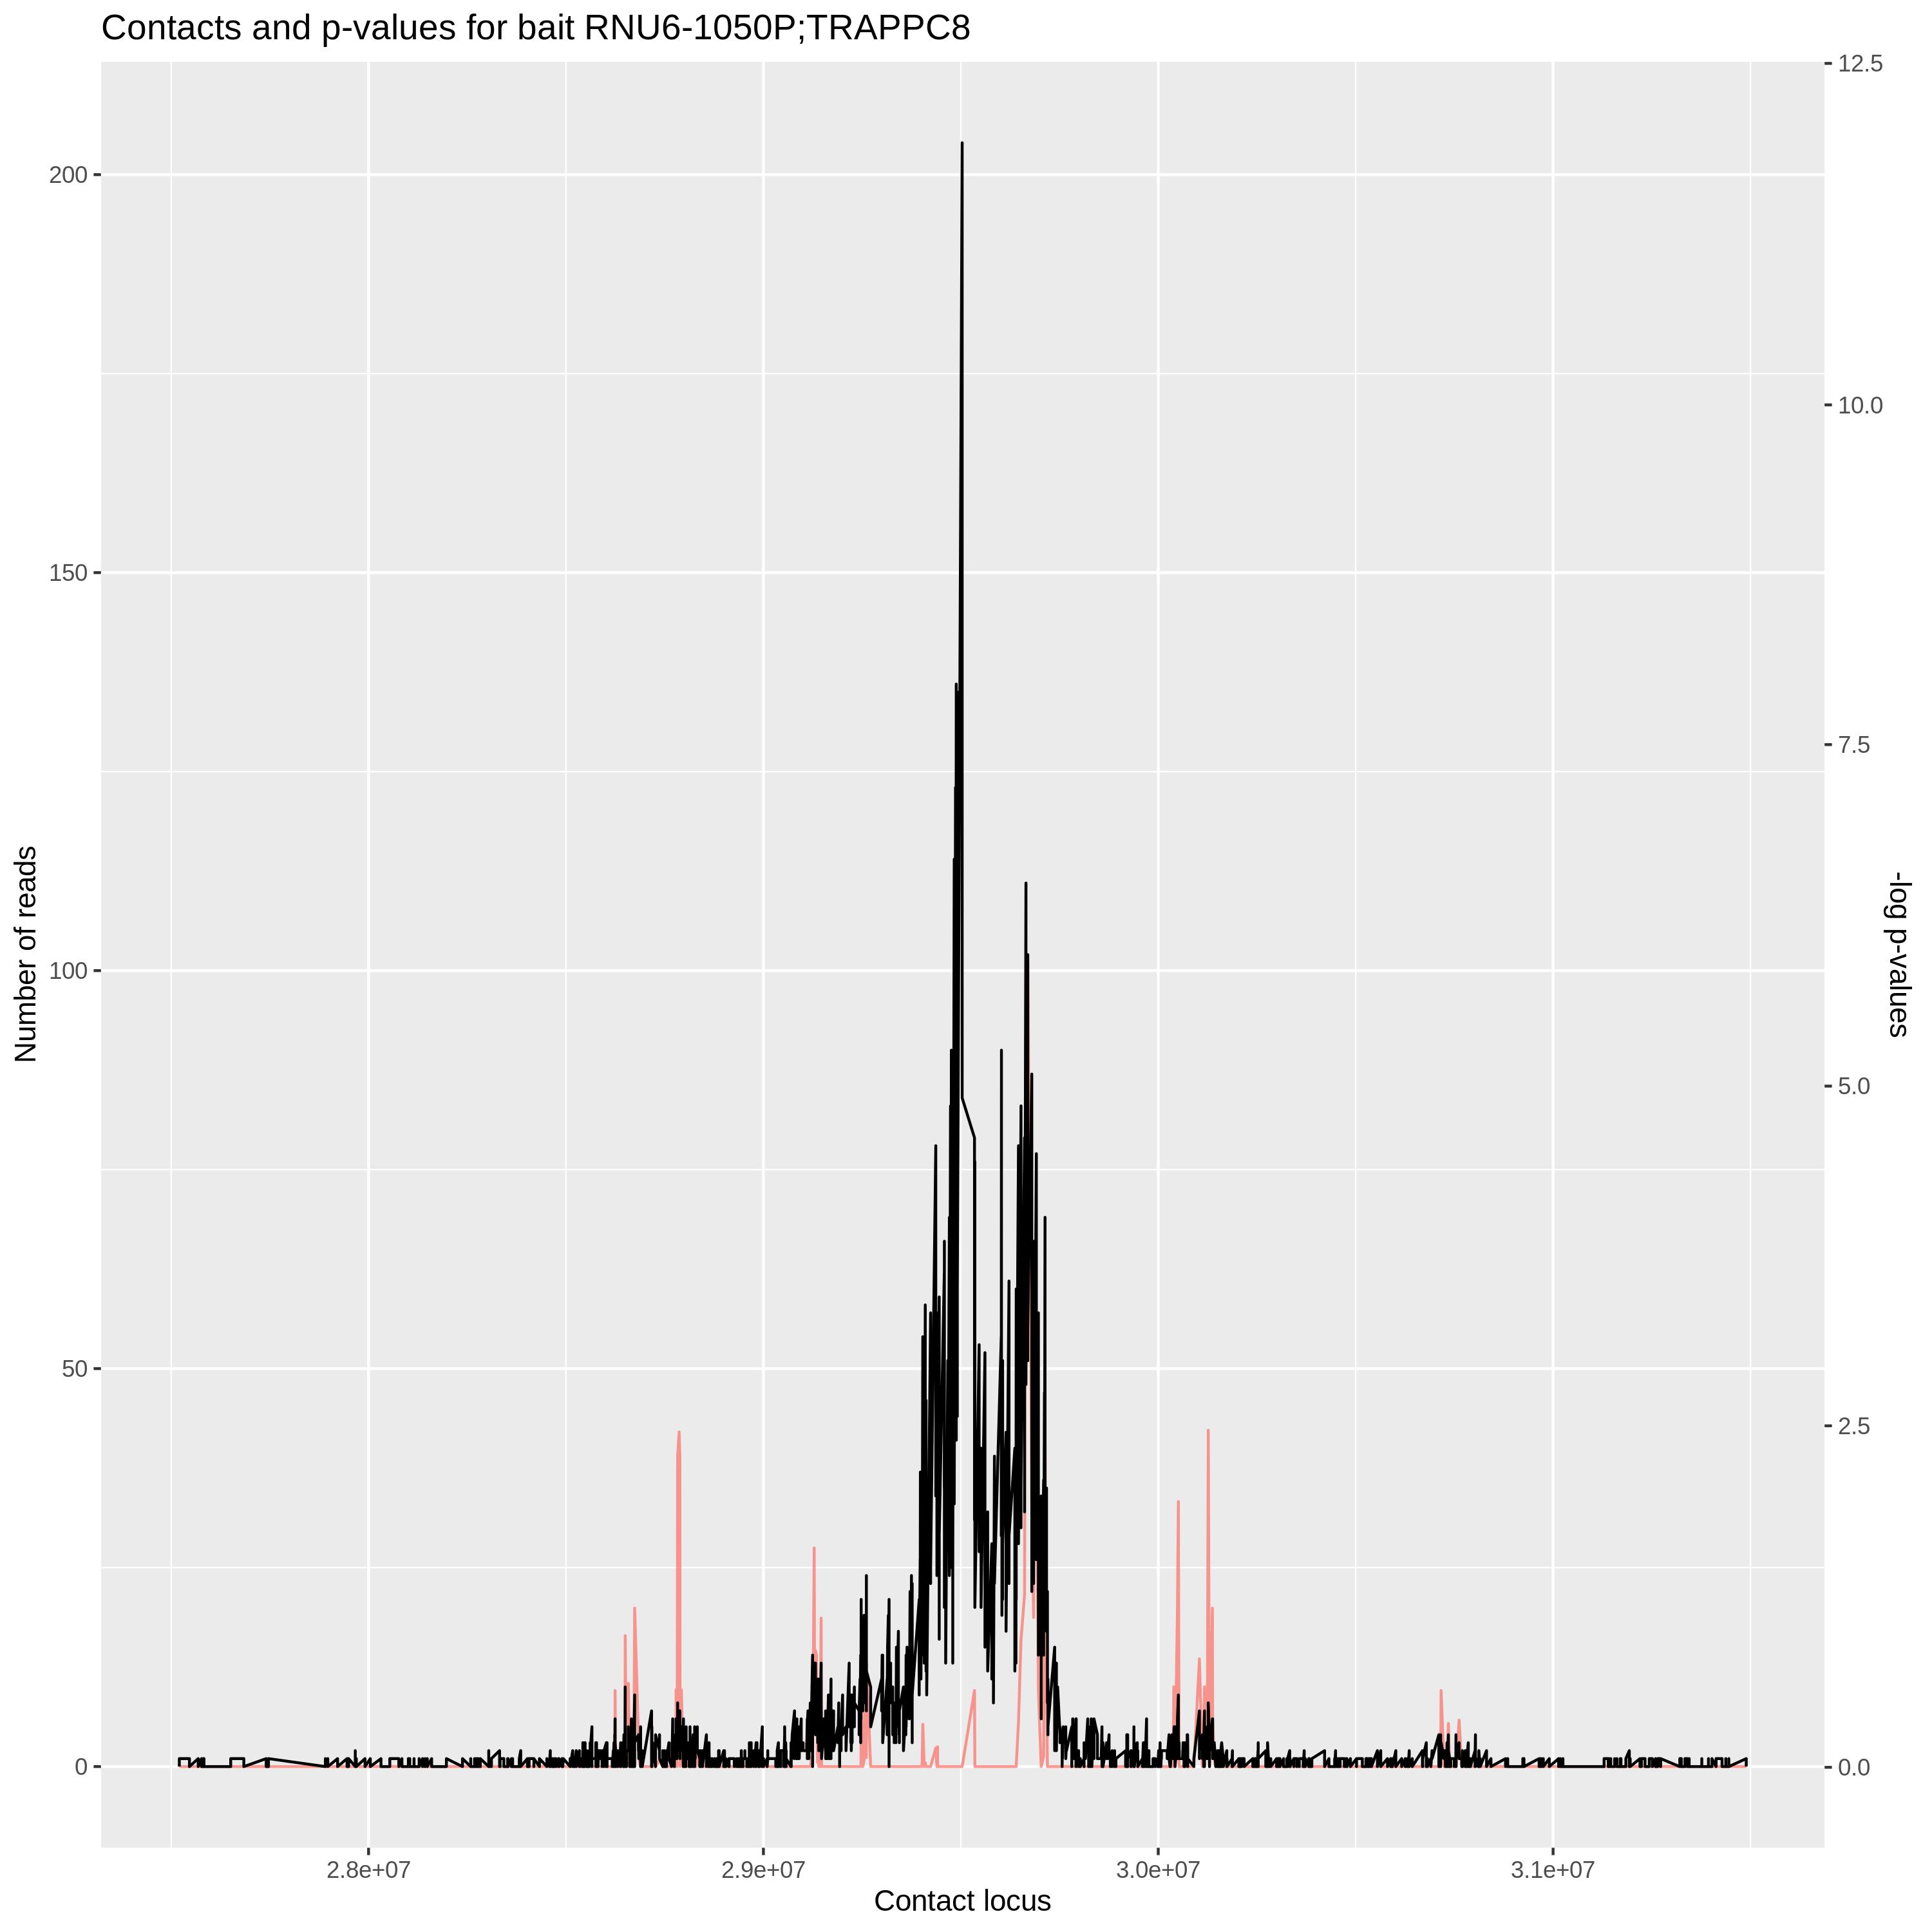 Contacts and p-values for bait RNU6-1050P;TRAPPC8
Number of reads
200
150
100
50
0
12.5
10.0
7.5
5.0
2.5
0.0
-log p-values
2.8e+07
2.9e+07
3.0e+07
3.1e+07
Contact locus